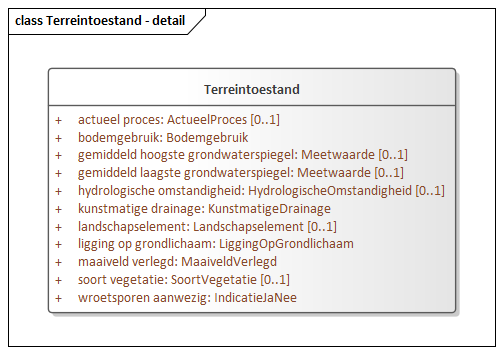 class Terreintoestand - detail
Terreintoestand
+ actueel proces: ActueelProces [0..1]
+ bodemgebruik: Bodemgebruik
+ gemiddeld hoogste grondwaterspiegel: Meetwaarde [0..1]
+ gemiddeld laagste grondwaterspiegel: Meetwaarde [0..1]
+ hydrologische omstandigheid: HydrologischeOmstandigheid [0..1]
+ kunstmatige drainage: KunstmatigeDrainage
+ landschapselement: Landschapselement [0..1]
+ ligging op grondlichaam: LiggingOpGrondlichaam
+ maaiveld verlegd: MaaiveldVerlegd
+ soort vegetatie: SoortVegetatie [0..1]
+ wroetsporen aanwezig: IndicatieJaNee